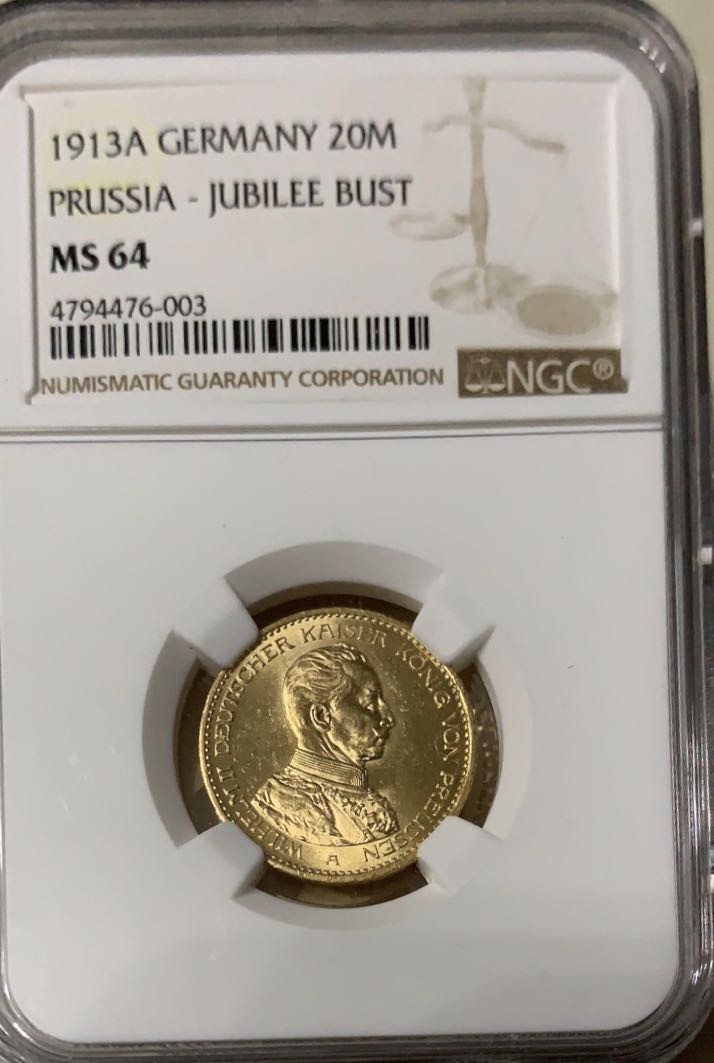 1913A GERMANY 20M
PRUSSIA - JUBILEE BUST
MS 64
4794476-003
NUMISMATIC GUARANTY CORPORATION NGC®
WILHELM II DEUTSCHER KAISER KÖNIG VON PREUSSEN
A